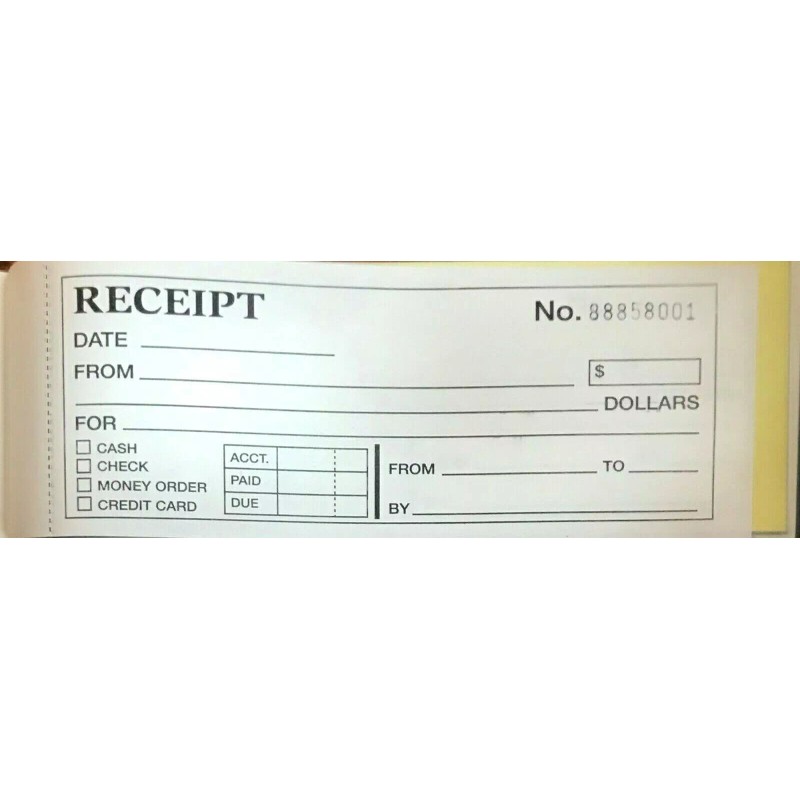 RECEIPT No. 88858001
DATE
FROM $
DOLLARS
FOR
CASH
CHECK
MONEY ORDER
CREDIT CARD
ACCT.
PAID
DUE
FROM TO
BY